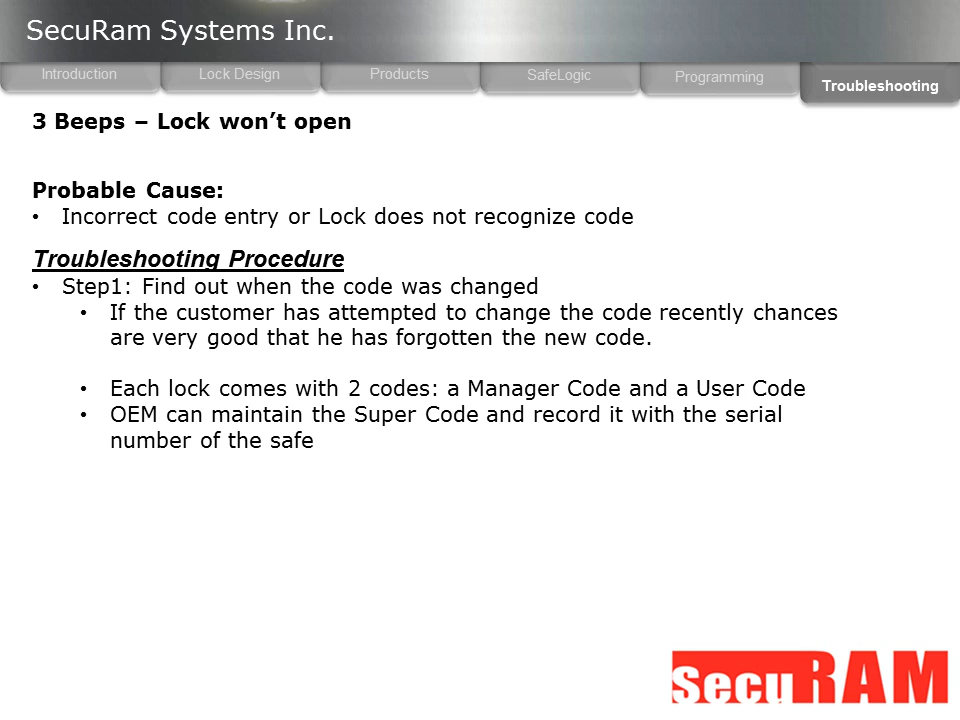 SecuRam Systems Inc.
Introduction
Lock Design
Products
SafeLogic
Programming
Troubleshooting
3 Beeps – Lock won’t open
Probable Cause:
• Incorrect code entry or Lock does not recognize code
Troubleshooting Procedure
• Step1: Find out when the code was changed
• If the customer has attempted to change the code recently chances
are very good that he has forgotten the new code.
• Each lock comes with 2 codes: a Manager Code and a User Code
• OEM can maintain the Super Code and record it with the serial
number of the safe
SecuRAM